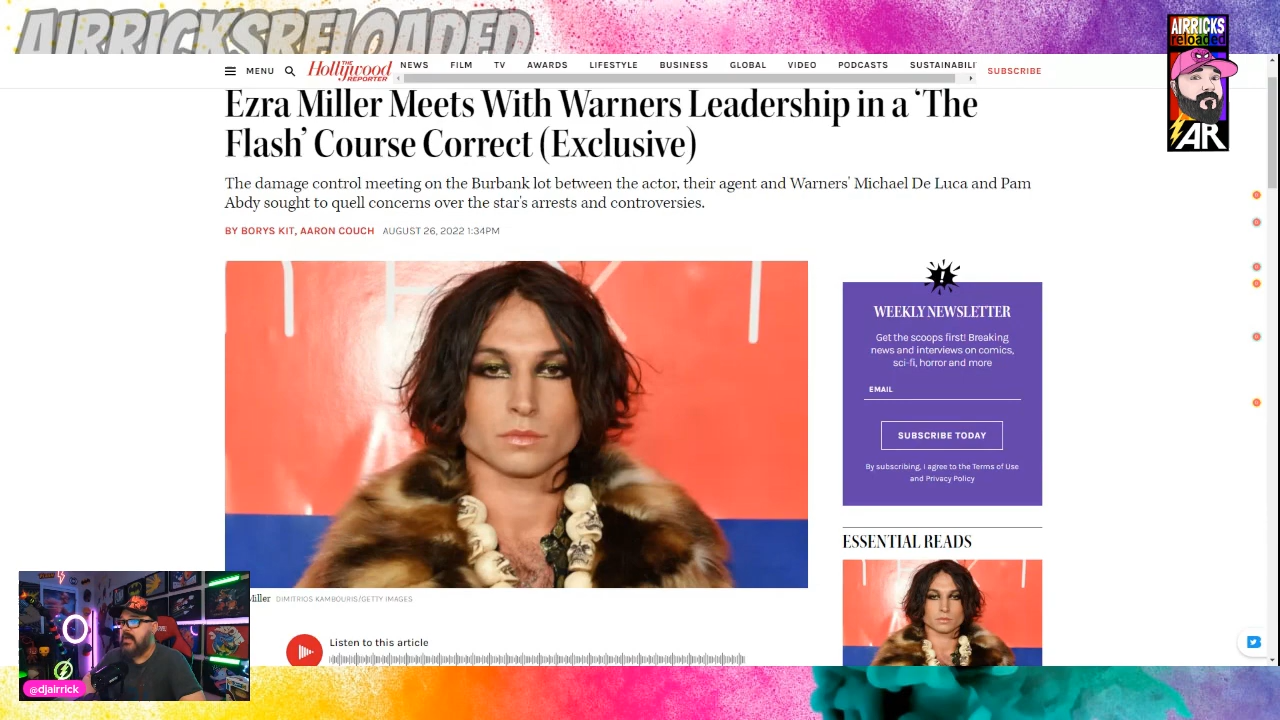 AIRRICKSRELOADED
AIRRICKS
reloaded
AR
MENU
THE
Hollywood
REPORTER
NEWS FILM TV AWARDS LIFESTYLE BUSINESS GLOBAL VIDEO PODCASTS SUSTAINABILI
SUBSCRIBE
Ezra Miller Meets With Warners Leadership in a ‘The
Flash’ Course Correct (Exclusive)
The damage control meeting on the Burbank lot between the actor, their agent and Warners' Michael De Luca and Pam
Abdy sought to quell concerns over the star's arrests and controversies.
BY BORYS KIT, AARON COUCH AUGUST 26, 2022 1:34PM
!
WEEKLY NEWSLETTER
Get the scoops first! Breaking
news and interviews on comics,
sci-fi, horror and more
EMAIL
SUBSCRIBE TODAY
By subscribing, I agree to the Terms of Use
and Privacy Policy
ESSENTIAL READS
Miller DIMITRIOS KAMBOURIS/GETTY IMAGES
Listen to this article
@djairrick